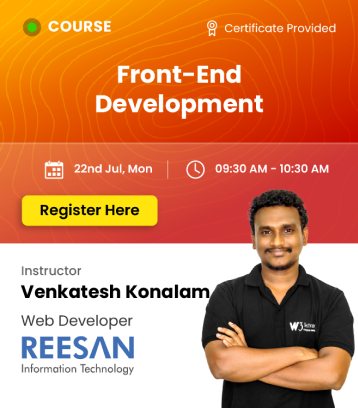 COURSE
Certificate Provided
Front-End
Development
22nd Jul, Mon
09:30 AM - 10:30 AM
Register Here
Instructor
Venkatesh Konalam
Web Developer
REESAN
Information Technology
W3